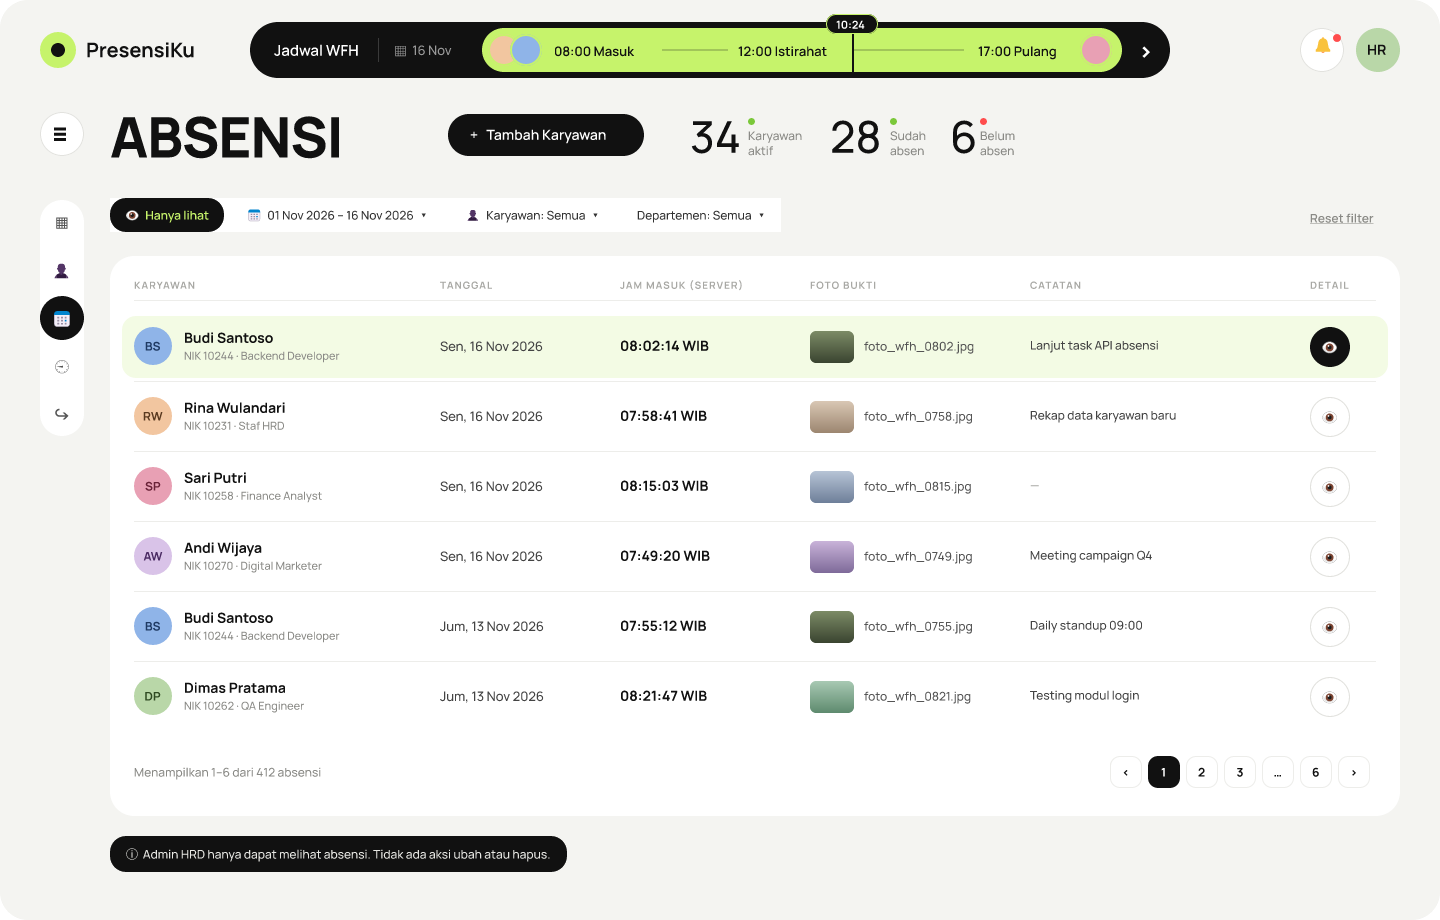 PresensiKu
Jadwal WFH
16 Nov
08:00 Masuk
12:00 Istirahat
10:24
17:00 Pulang
HR
ABSENSI
+ Tambah Karyawan
34 Karyawan aktif
28 Sudah absen
6 Belum absen
Hanya lihat
01 Nov 2026 – 16 Nov 2026
Karyawan: Semua
Departemen: Semua
Reset filter
KARYAWAN TANGGAL JAM MASUK (SERVER) FOTO BUKTI CATATAN DETAIL
BS Budi Santoso Sen, 16 Nov 2026 08:02:14 WIB foto_wfh_0802.jpg Lanjut task API absensi
NIK 10244 · Backend Developer
RW Rina Wulandari Sen, 16 Nov 2026 07:58:41 WIB foto_wfh_0758.jpg Rekap data karyawan baru
NIK 10231 · Staf HRD
SP Sari Putri Sen, 16 Nov 2026 08:15:03 WIB foto_wfh_0815.jpg —
NIK 10258 · Finance Analyst
AW Andi Wijaya Sen, 16 Nov 2026 07:49:20 WIB foto_wfh_0749.jpg Meeting campaign Q4
NIK 10270 · Digital Marketer
BS Budi Santoso Jum, 13 Nov 2026 07:55:12 WIB foto_wfh_0755.jpg Daily standup 09:00
NIK 10244 · Backend Developer
DP Dimas Pratama Jum, 13 Nov 2026 08:21:47 WIB foto_wfh_0821.jpg Testing modul login
NIK 10262 · QA Engineer
Menampilkan 1–6 dari 412 absensi
‹ 1 2 3 … 6 ›
ⓘ Admin HRD hanya dapat melihat absensi. Tidak ada aksi ubah atau hapus.